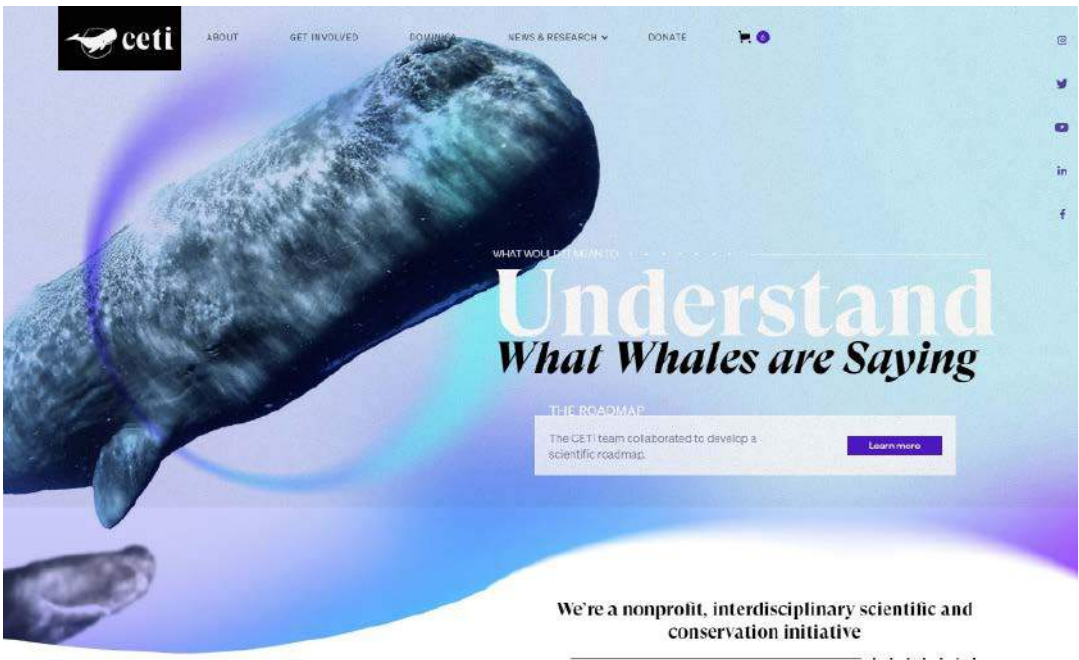 ceti
ABOUT GET INVOLVED DOMINICA NEWS & RESEARCH DONATE 6
in
f
WHAT WOULD IT MEAN TO
Understand
What Whales are Saying
THE ROADMAP
The CETI team collaborated to develop a
scientific roadmap.
Learn more
We're a nonprofit, interdisciplinary scientific and
conservation initiative